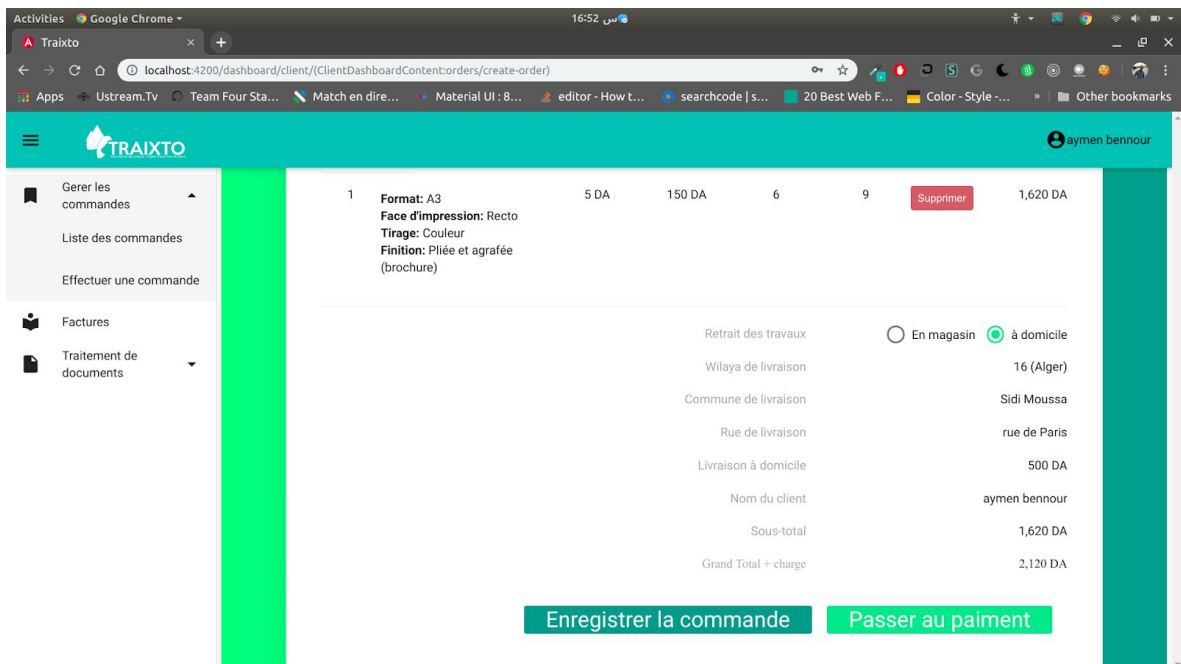 Activities Google Chrome 16:52 س
Traixto
localhost:4200/dashboard/client/(ClientDashboardContent:orders/create-order)
Apps Ustream.Tv Team Four Sta... Match en dire... Material UI : 8... editor - How t... searchcode | s... 20 Best Web F... Color - Style -... » Other bookmarks
TRAIXTO aymen bennour
Gerer les commandes
Liste des commandes
Effectuer une commande
Factures
Traitement de documents
1 Format: A3 5 DA 150 DA 6 9 Supprimer 1,620 DA
Face d'impression: Recto
Tirage: Couleur
Finition: Pliée et agrafée
(brochure)
Retrait des travaux En magasin à domicile
Wilaya de livraison 16 (Alger)
Commune de livraison Sidi Moussa
Rue de livraison rue de Paris
Livraison à domicile 500 DA
Nom du client aymen bennour
Sous-total 1,620 DA
Grand Total + charge 2,120 DA
Enregistrer la commande Passer au paiment